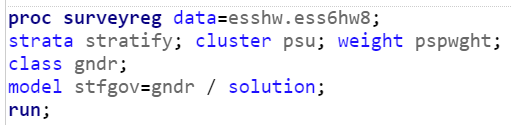 proc surveyreg data=esshw.ess6hw8;
strata stratify; cluster psu; weight pspwght;
class gndr;
model stfgov=gndr / solution;
run;